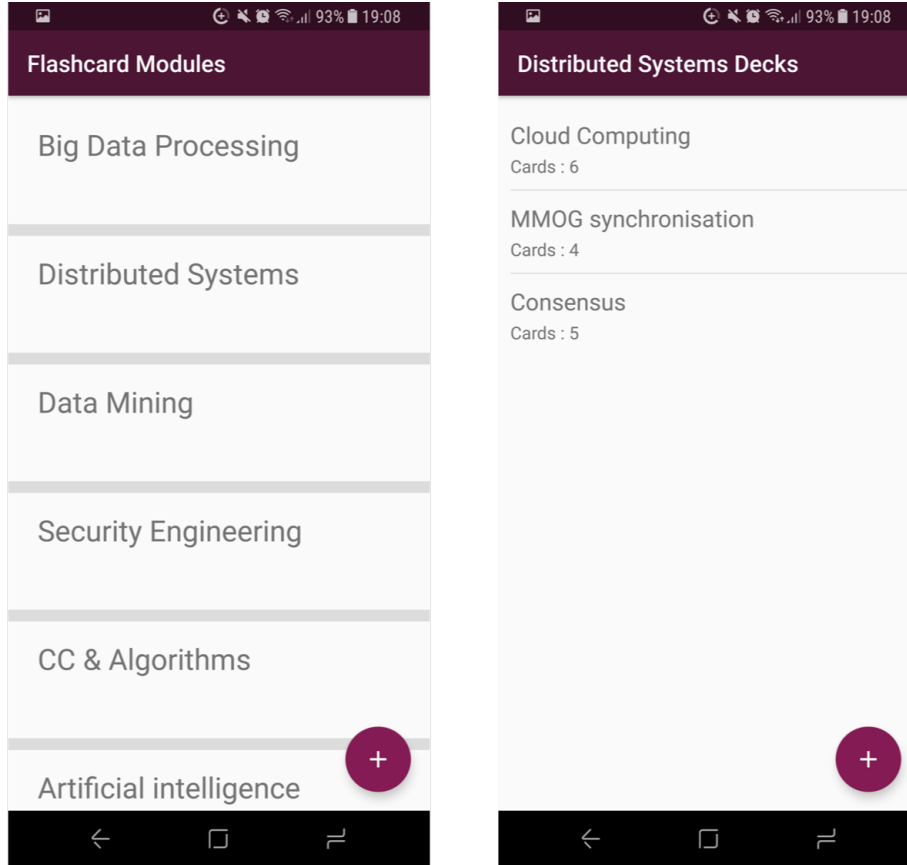 93% 19:08
Flashcard Modules
Big Data Processing
Distributed Systems
Data Mining
Security Engineering
CC & Algorithms
Artificial intelligence
+
93% 19:08
Distributed Systems Decks
Cloud Computing
Cards : 6
MMOG synchronisation
Cards : 4
Consensus
Cards : 5
+